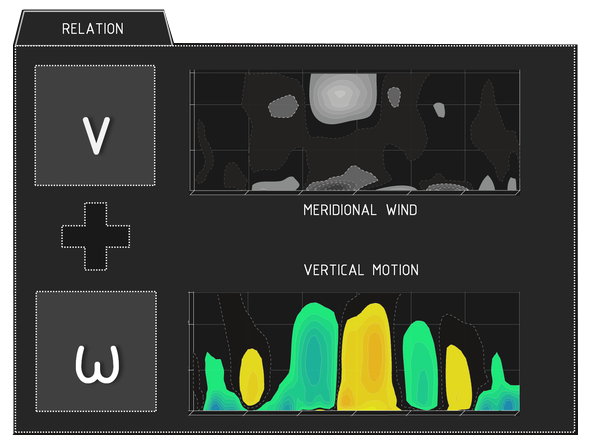 RELATION
v
MERIDIONAL WIND
VERTICAL MOTION
ω